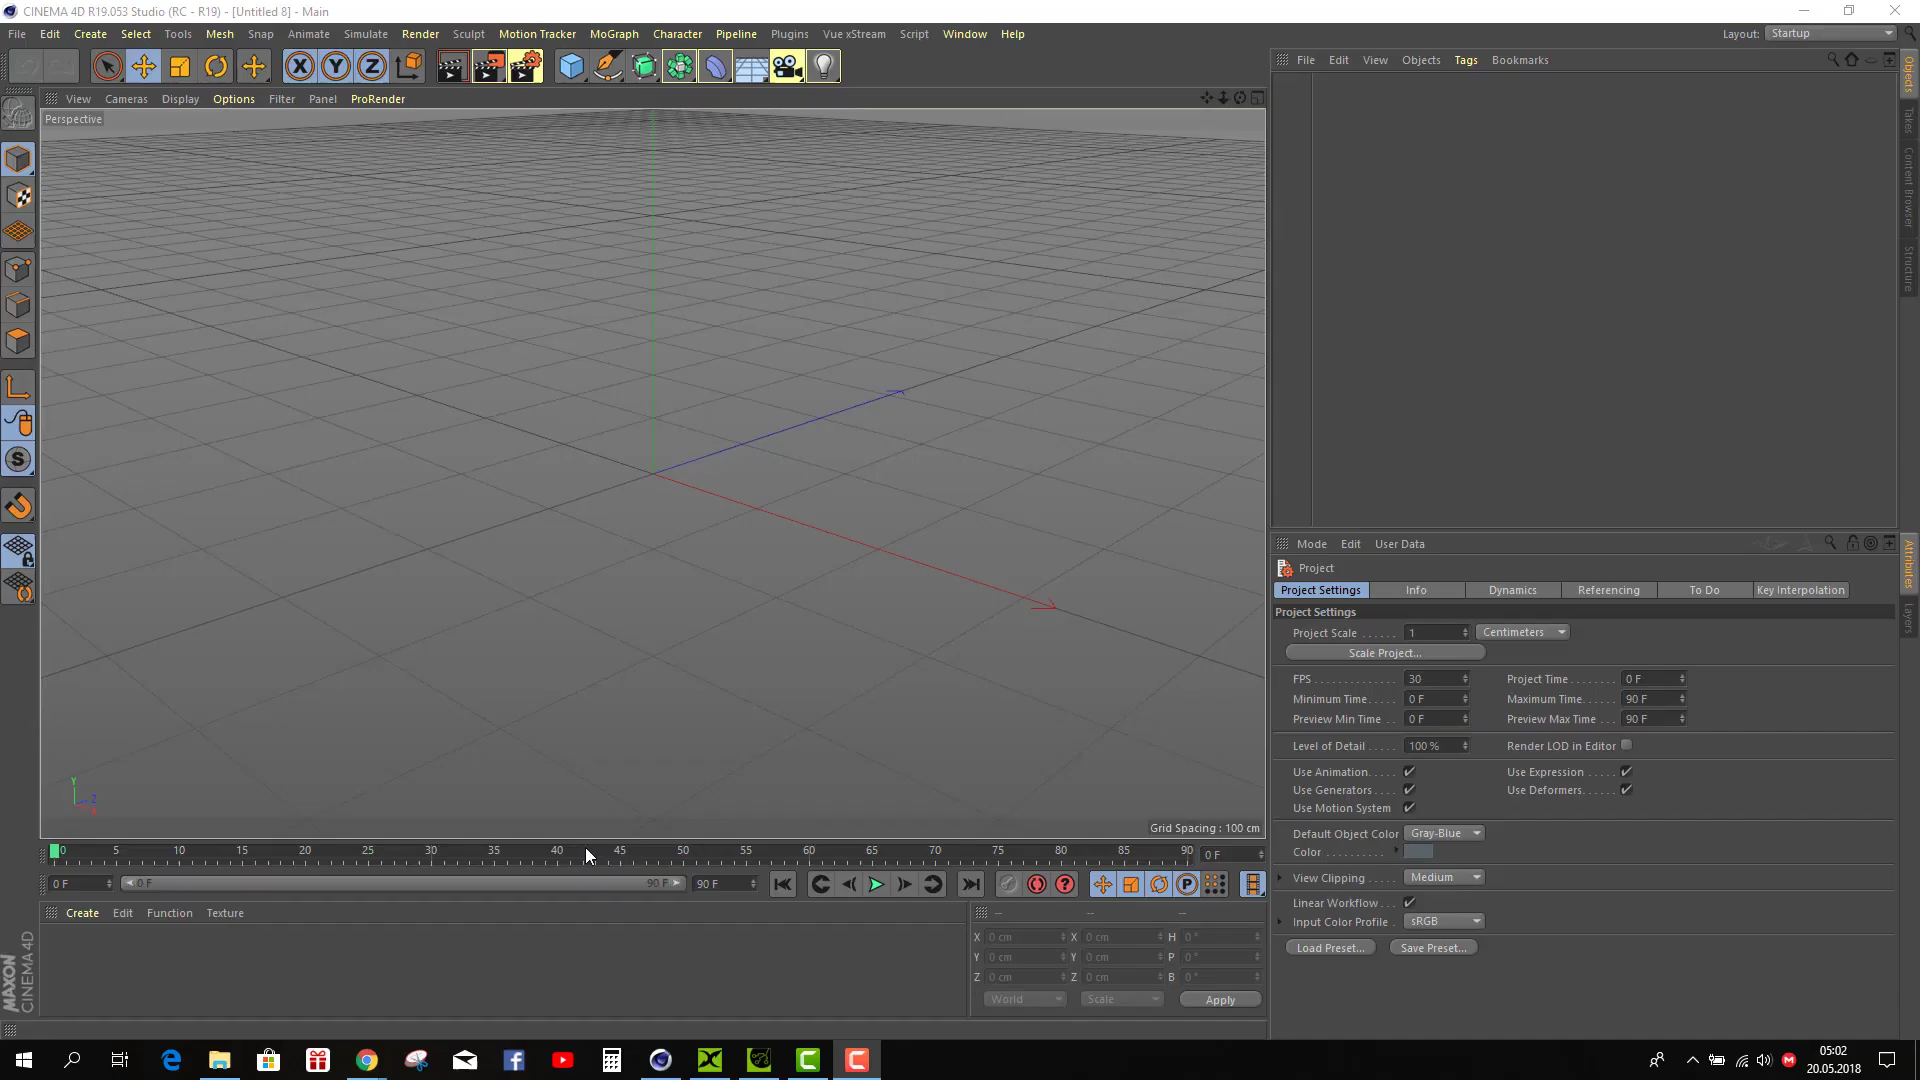 CINEMA 4D R19.053 Studio (RC - R19) - [Untitled 8] - Main
File Edit Create Select Tools Mesh Snap Animate Simulate Render Sculpt Motion Tracker MoGraph Character Pipeline Plugins Vue xStream Script Window Help
Layout: Startup
X Y Z
File Edit View Objects Tags Bookmarks
View Cameras Display Options Filter Panel ProRender
Perspective
Objects
Takes
Content Browser
Structure
S
Y
Z
X
Grid Spacing : 100 cm
Mode Edit User Data
Project
Project Settings Info Dynamics Referencing To Do Key Interpolation
Project Settings
Project Scale ...... 1 Centimeters
Scale Project...
FPS .............. 30 Project Time ........ 0 F
Minimum Time..... 0 F Maximum Time..... 90 F
Preview Min Time .. 0 F Preview Max Time ... 90 F
Level of Detail ..... 100 % Render LOD in Editor
Use Animation..... Use Expression .....
Use Generators .... Use Deformers......
Use Motion System
Default Object Color Gray-Blue
Color ..........
View Clipping ...... Medium
Linear Workflow...
Input Color Profile . sRGB
Load Preset... Save Preset...
Attributes
Layers
0 5 10 15 20 25 30 35 40 45 50 55 60 65 70 75 80 85 90 0 F
0 F 0 F 90 F 90 F
P
Create Edit Function Texture
-- -- --
X 0 cm X 0 cm H 0 °
Y 0 cm Y 0 cm P 0 °
Z 0 cm Z 0 cm B 0 °
World Scale Apply
MAXON
CINEMA 4D
05:02
20.05.2018